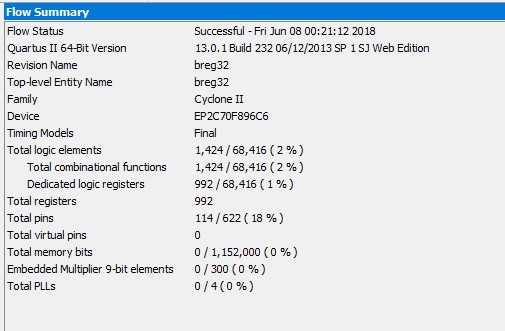 Flow Summary
Flow Status Successful - Fri Jun 08 00:21:12 2018
Quartus II 64-Bit Version 13.0.1 Build 232 06/12/2013 SP 1 SJ Web Edition
Revision Name breg32
Top-level Entity Name breg32
Family Cyclone II
Device EP2C70F896C6
Timing Models Final
Total logic elements 1,424 / 68,416 ( 2 % )
Total combinational functions 1,424 / 68,416 ( 2 % )
Dedicated logic registers 992 / 68,416 ( 1 % )
Total registers 992
Total pins 114 / 622 ( 18 % )
Total virtual pins 0
Total memory bits 0 / 1,152,000 ( 0 % )
Embedded Multiplier 9-bit elements 0 / 300 ( 0 % )
Total PLLs 0 / 4 ( 0 % )